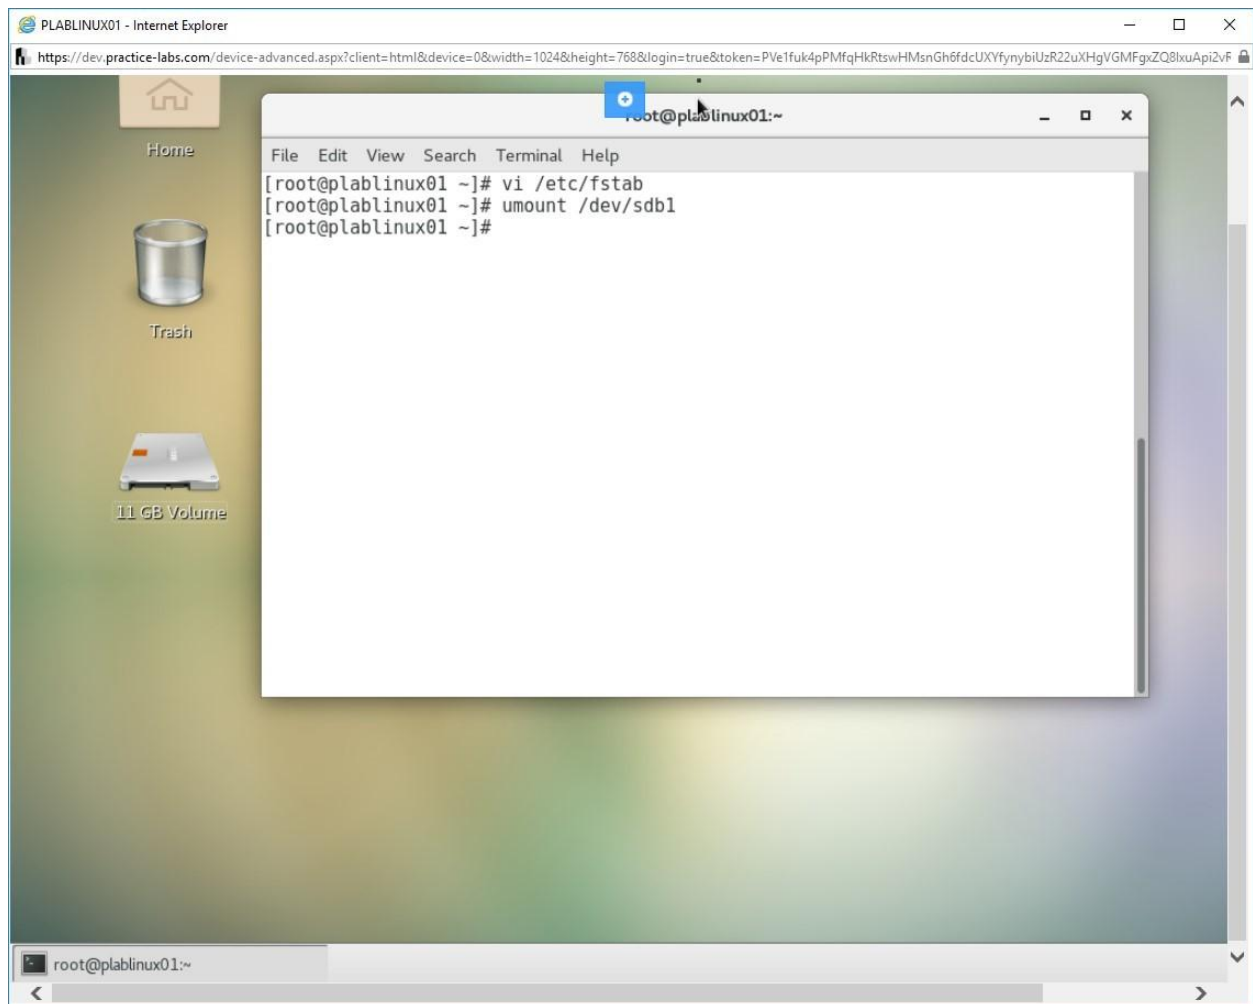 PLABLINUX01 - Internet Explorer
https://dev.practice-labs.com/device-advanced.aspx?client=html&device=0&width=1024&height=768&login=true&token=PVe1fuk4pPMfqHkRtswHMsnGh6fdcUXYfynybiUzR22uXHgVGMFgxZQ8lxuApi2vF
root@plablinux01:~
File Edit View Search Terminal Help
[root@plablinux01 ~]# vi /etc/fstab
[root@plablinux01 ~]# umount /dev/sdb1
[root@plablinux01 ~]#
Home
Trash
11 GB Volume
root@plablinux01:~